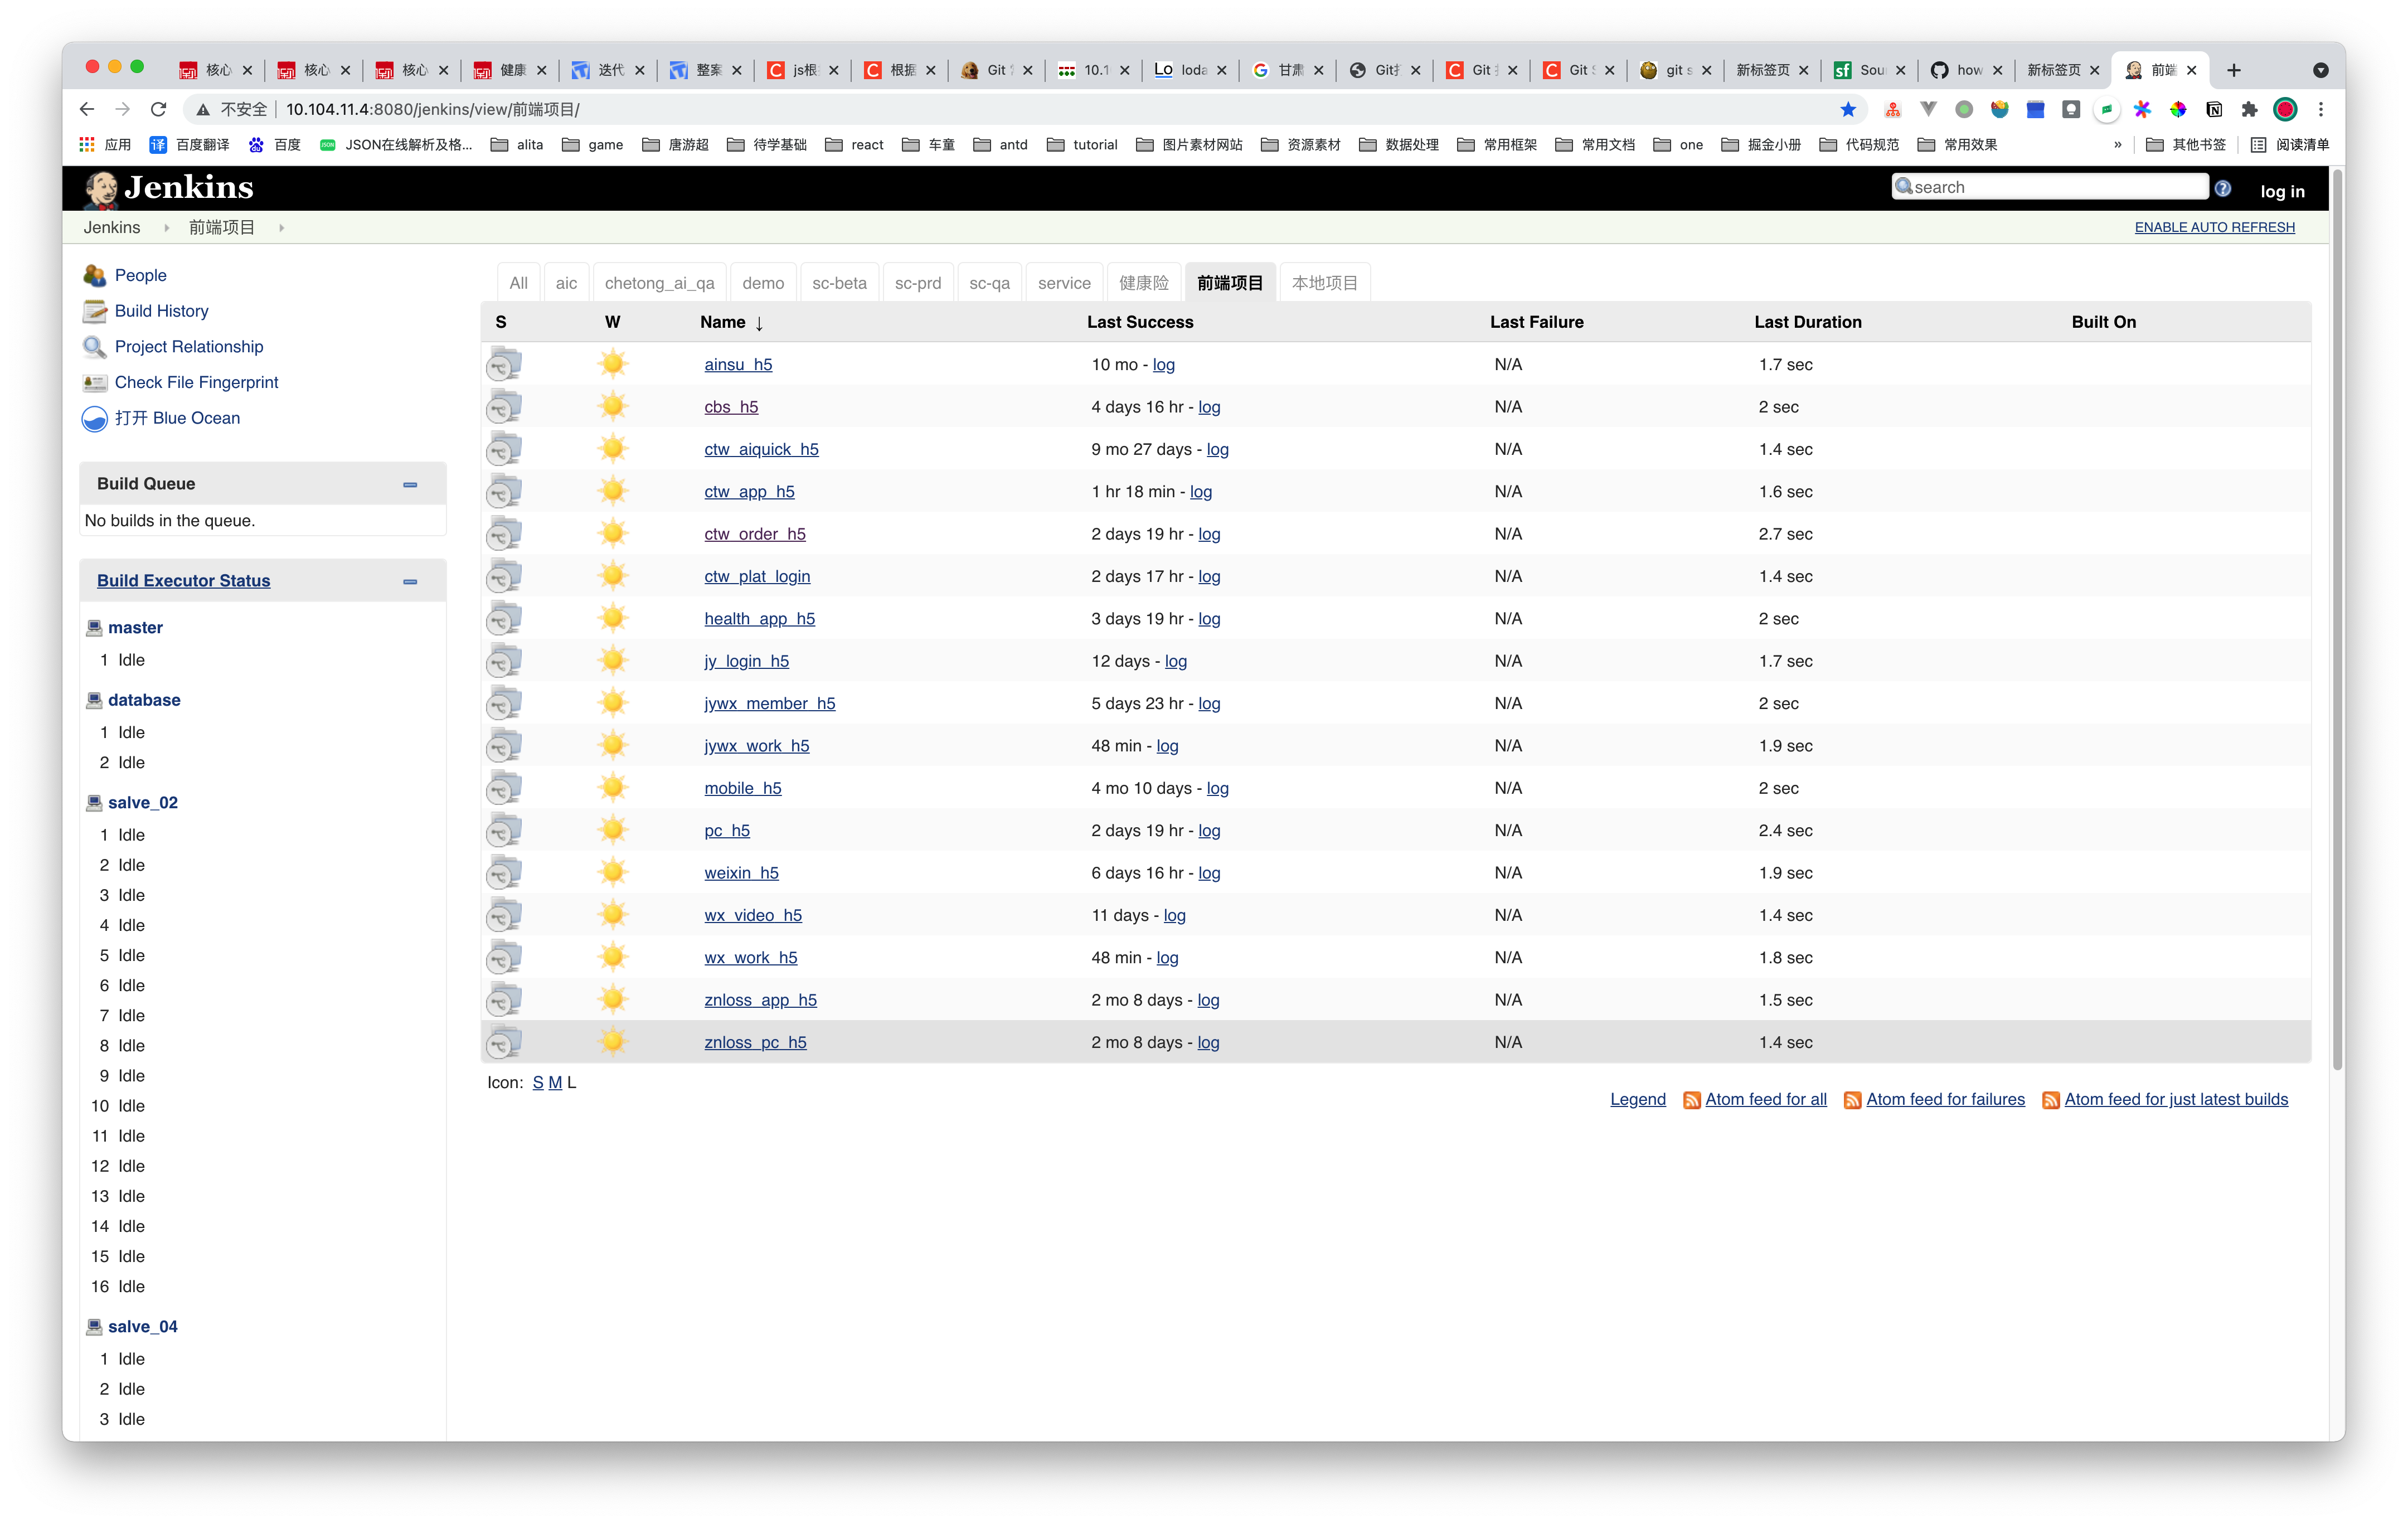 核心 核心 核心 健康 迭代 整案 js根 根据 Git 10.1 loda 甘肃 Git Git Git S git s 新标签页 Sou how 新标签页 前端
不安全 10.104.11.4:8080/jenkins/view/前端项目/
应用 百度翻译 百度 JSON在线解析及格... alita game 唐游超 待学基础 react 车童 antd tutorial 图片素材网站 资源素材 数据处理 常用框架 常用文档 one 掘金小册 代码规范 常用效果 » 其他书签 阅读清单
Jenkins search log in
Jenkins 前端项目 ENABLE AUTO REFRESH
People
Build History
Project Relationship
Check File Fingerprint
打开 Blue Ocean
Build Queue
No builds in the queue.
Build Executor Status
master
1 Idle
database
1 Idle
2 Idle
salve_02
1 Idle
2 Idle
3 Idle
4 Idle
5 Idle
6 Idle
7 Idle
8 Idle
9 Idle
10 Idle
11 Idle
12 Idle
13 Idle
14 Idle
15 Idle
16 Idle
salve_04
1 Idle
2 Idle
3 Idle
All aic chetong_ai_qa demo sc-beta sc-prd sc-qa service 健康险 前端项目 本地项目
S W Name ↓ Last Success Last Failure Last Duration Built On
ainsu_h5 10 mo - log N/A 1.7 sec
cbs_h5 4 days 16 hr - log N/A 2 sec
ctw_aiquick_h5 9 mo 27 days - log N/A 1.4 sec
ctw_app_h5 1 hr 18 min - log N/A 1.6 sec
ctw_order_h5 2 days 19 hr - log N/A 2.7 sec
ctw_plat_login 2 days 17 hr - log N/A 1.4 sec
health_app_h5 3 days 19 hr - log N/A 2 sec
jy_login_h5 12 days - log N/A 1.7 sec
jywx_member_h5 5 days 23 hr - log N/A 2 sec
jywx_work_h5 48 min - log N/A 1.9 sec
mobile_h5 4 mo 10 days - log N/A 2 sec
pc_h5 2 days 19 hr - log N/A 2.4 sec
weixin_h5 6 days 16 hr - log N/A 1.9 sec
wx_video_h5 11 days - log N/A 1.4 sec
wx_work_h5 48 min - log N/A 1.8 sec
znloss_app_h5 2 mo 8 days - log N/A 1.5 sec
znloss_pc_h5 2 mo 8 days - log N/A 1.4 sec
Icon: S M L
Legend Atom feed for all Atom feed for failures Atom feed for just latest builds